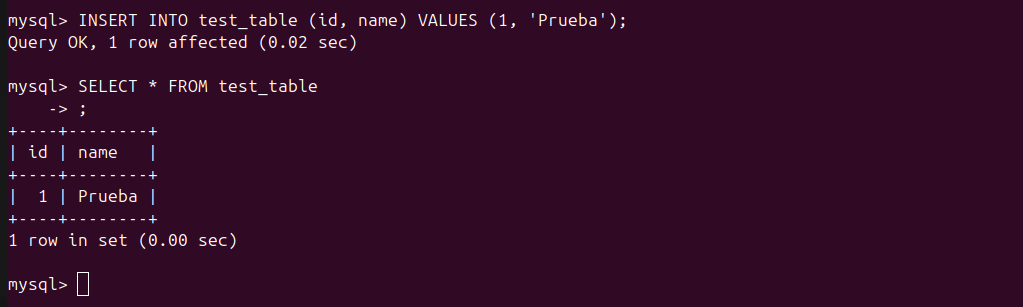 mysql> INSERT INTO test_table (id, name) VALUES (1, 'Prueba');
Query OK, 1 row affected (0.02 sec)
mysql> SELECT * FROM test_table
    -> ;
+----+--------+
| id | name   |
+----+--------+
|  1 | Prueba |
+----+--------+
1 row in set (0.00 sec)
mysql>